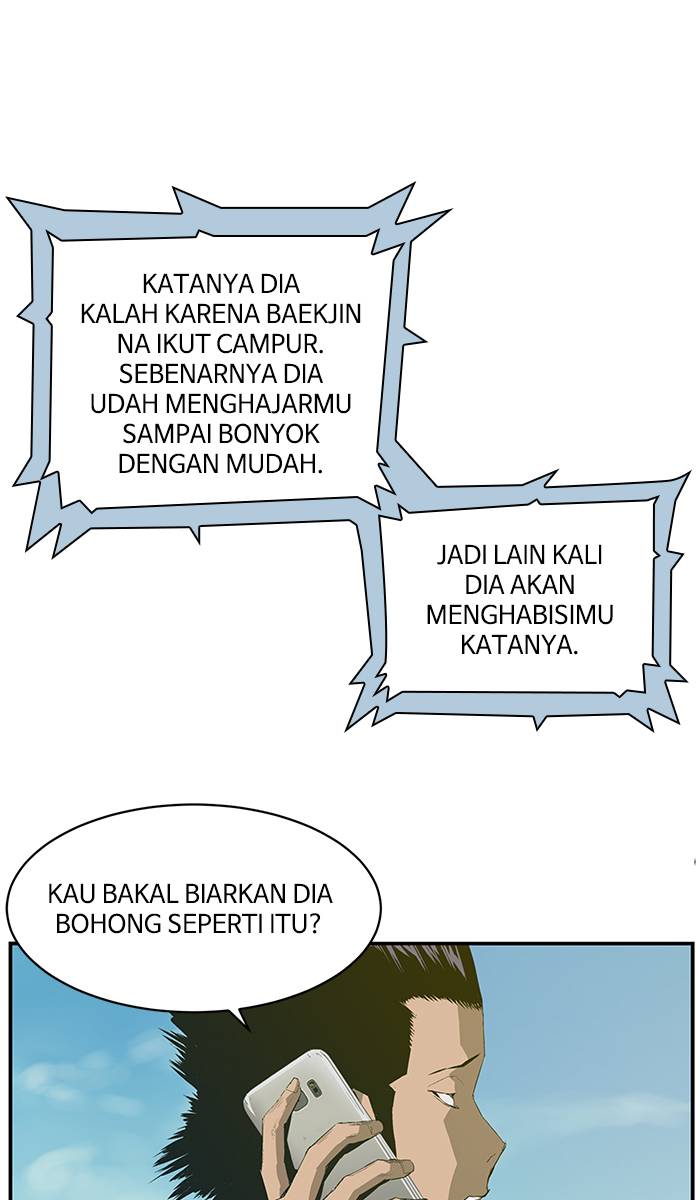 KATANYA DIA
KALAH KARENA BAEKJIN
NA IKUT CAMPUR.
SEBENARNYA DIA
UDAH MENGHAJARMU
SAMPAI BONYOK
DENGAN MUDAH.
JADI LAIN KALI
DIA AKAN
MENGHABISIMU
KATANYA.
KAU BAKAL BIARKAN DIA
BOHONG SEPERTI ITU?